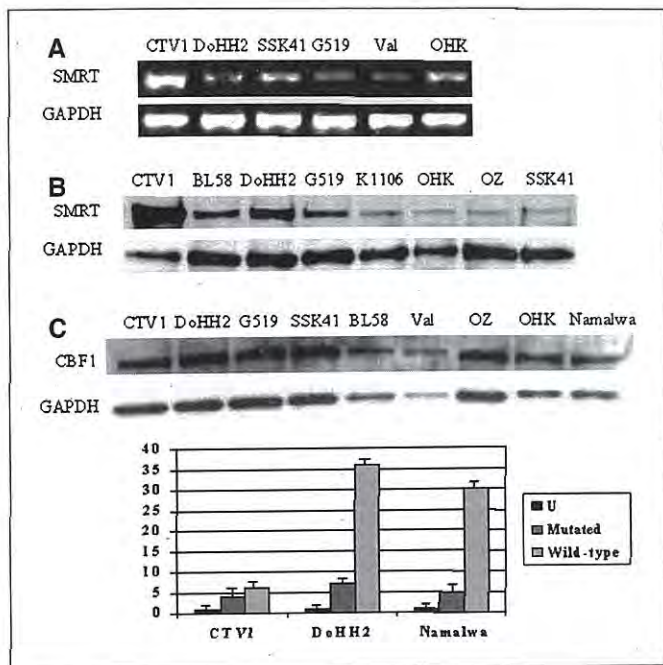 A
CTV1 DoHH2 SSK41 G519 Val OHK
SMRT
GAPDH
B
CTV1 BL58 DoHH2 G519 K1106 OHK OZ SSK41
SMRT
GAPDH
C
CTV1 DoHH2 G519 SSK41 BL58 Val OZ OHK Namalwa
CBF1
GAPDH
40
35
30
25
20
15
10
5
0
U
Mutated
Wild-type
CTV1 DoHH2 Namalwa